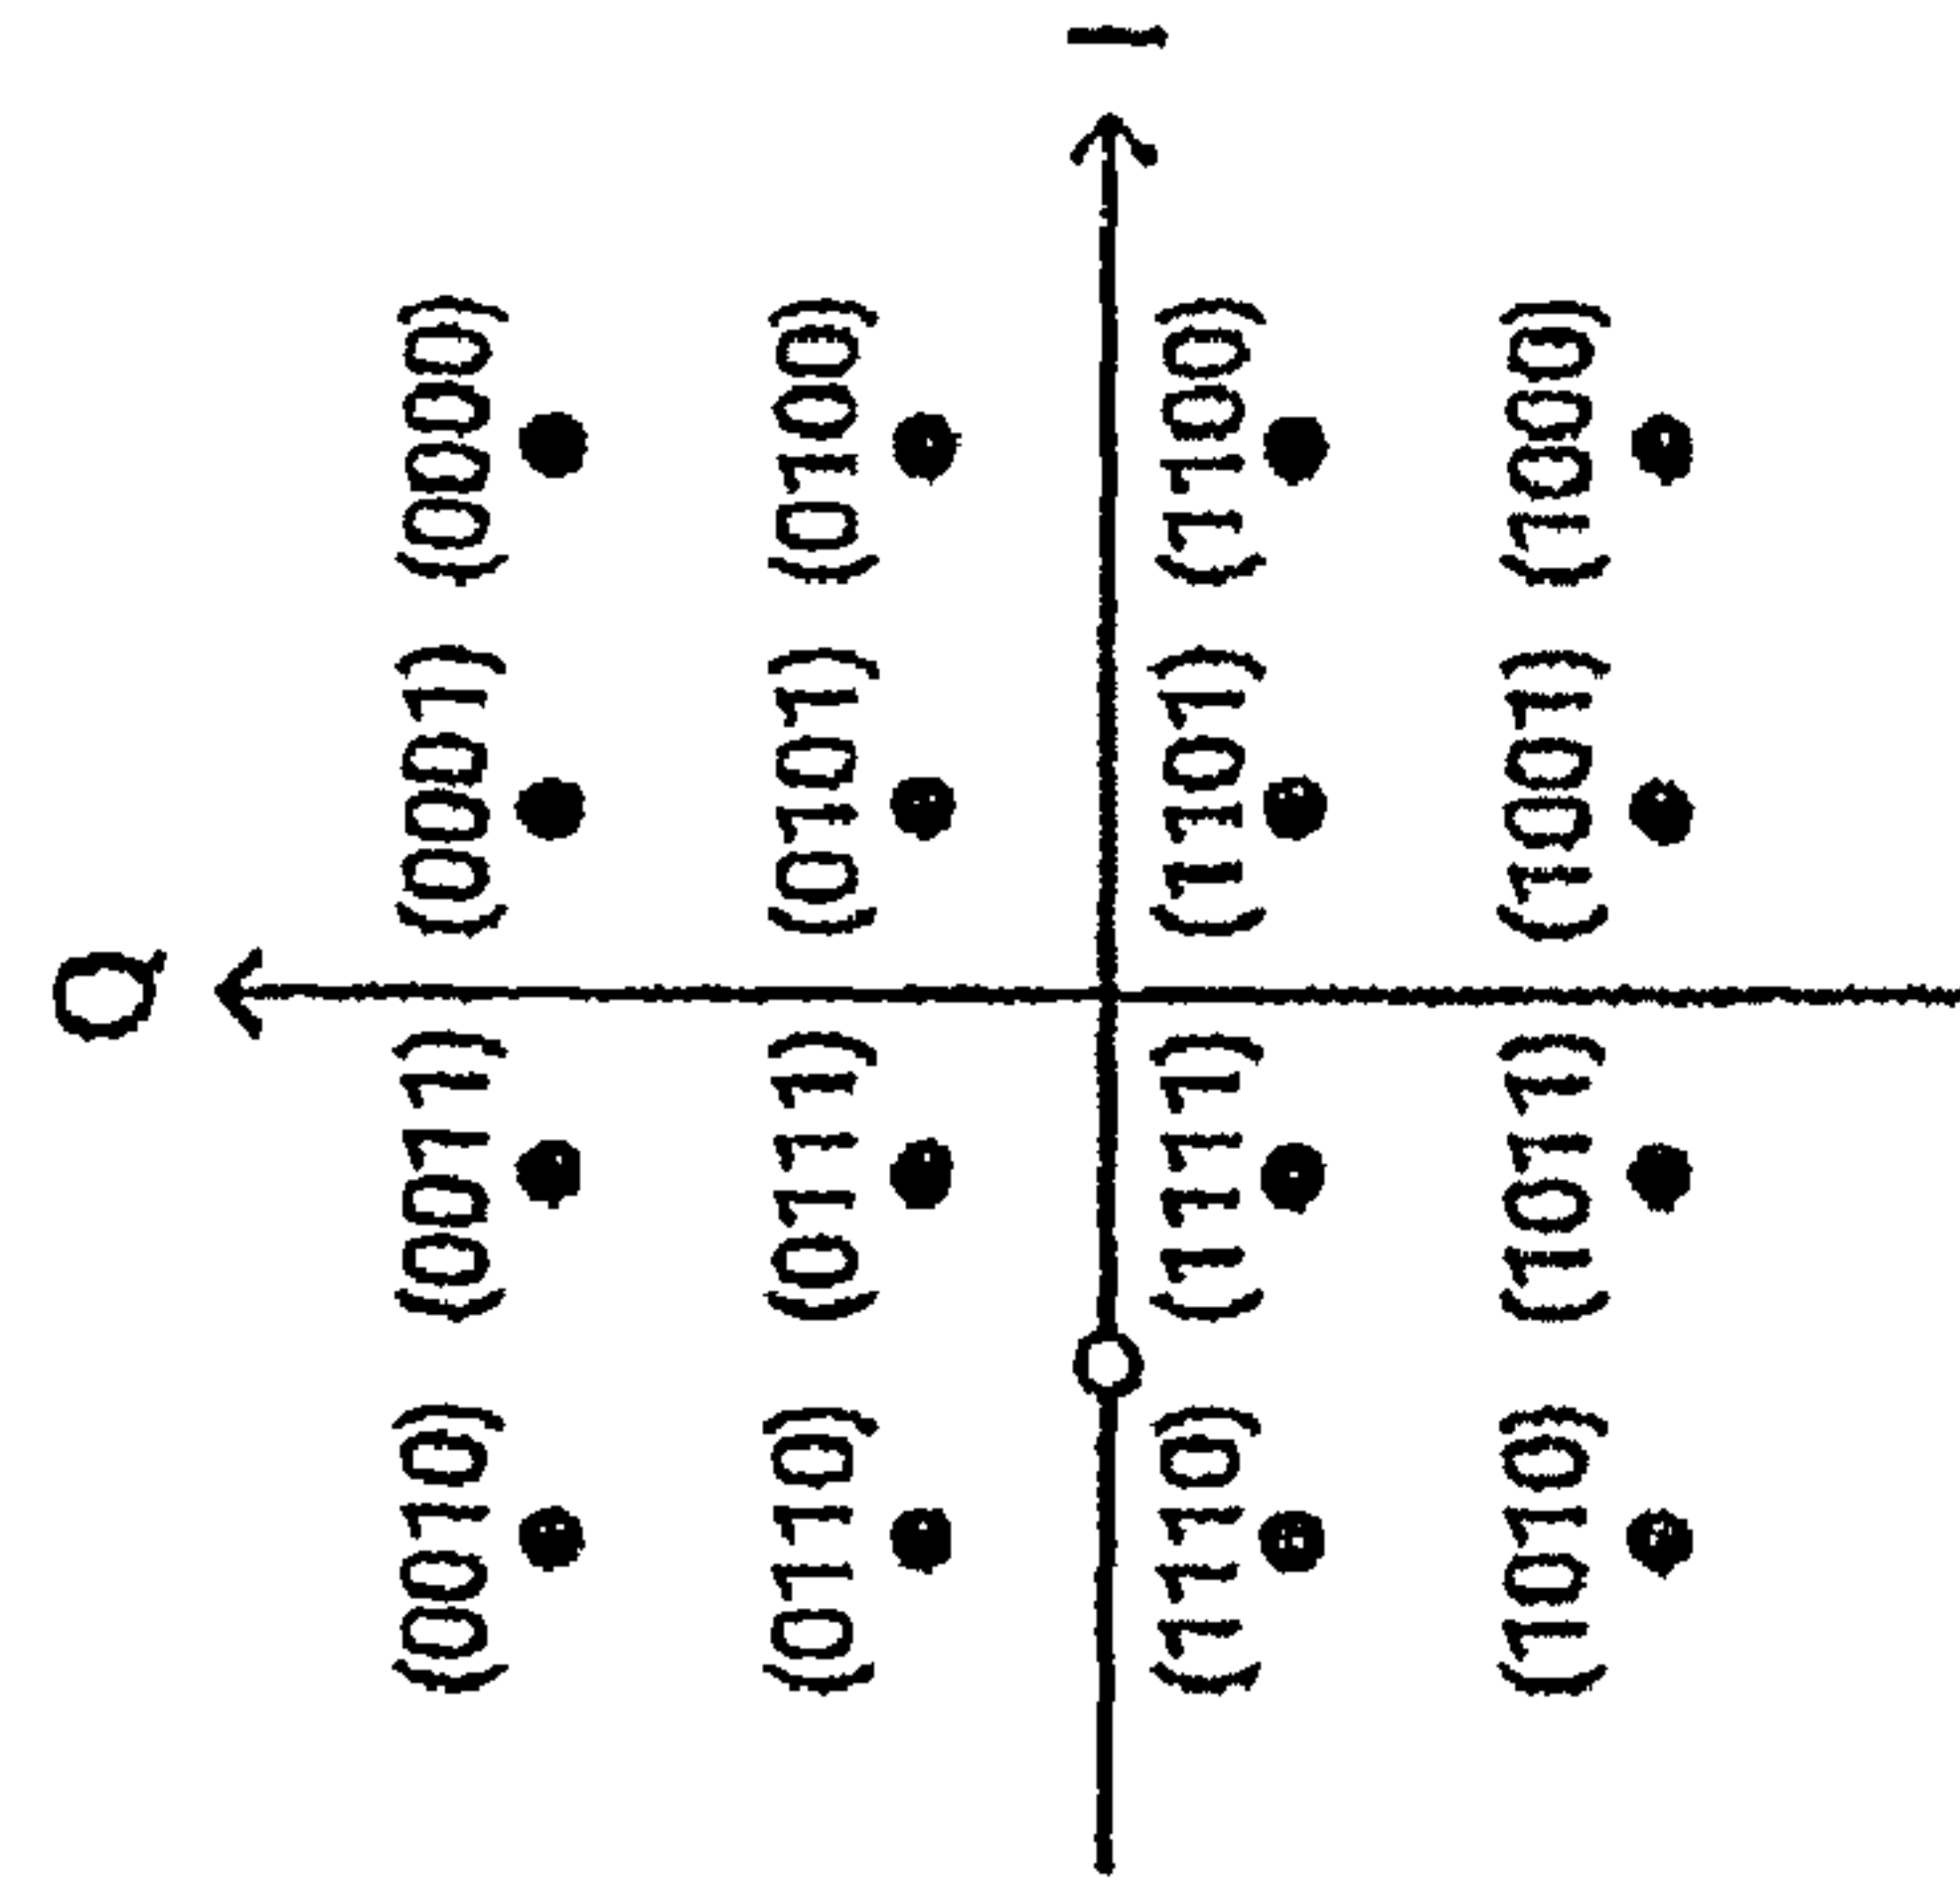 Q
(0010) (0011) (0001) (0000)
(0110) (0111) (0101) (0100)
I
(1110) (1111) (1101) (1100)
(1010) (1011) (1001) (1000)